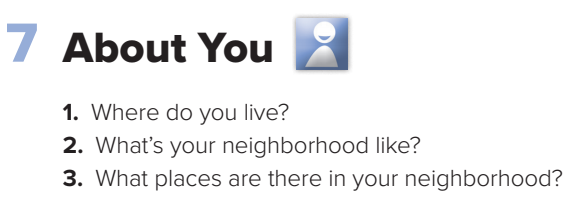 7 About You
1. Where do you live?
2. What's your neighborhood like?
3. What places are there in your neighborhood?